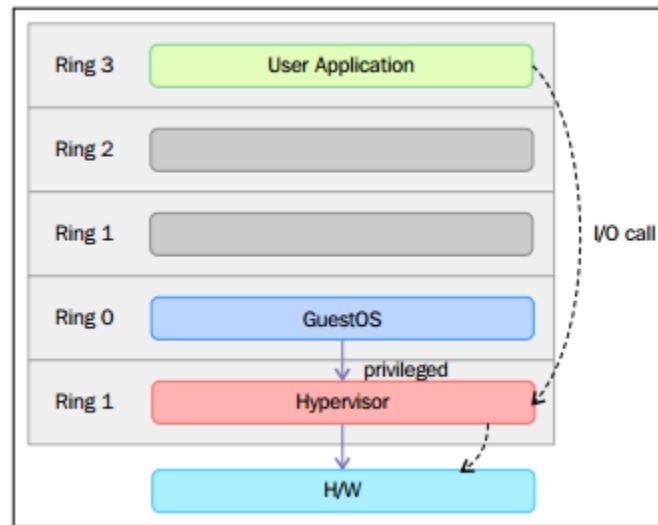 Ring 3
User Application
Ring 2
Ring 1
I/O call
Ring 0
GuestOS
privileged
Ring 1
Hypervisor
H/W